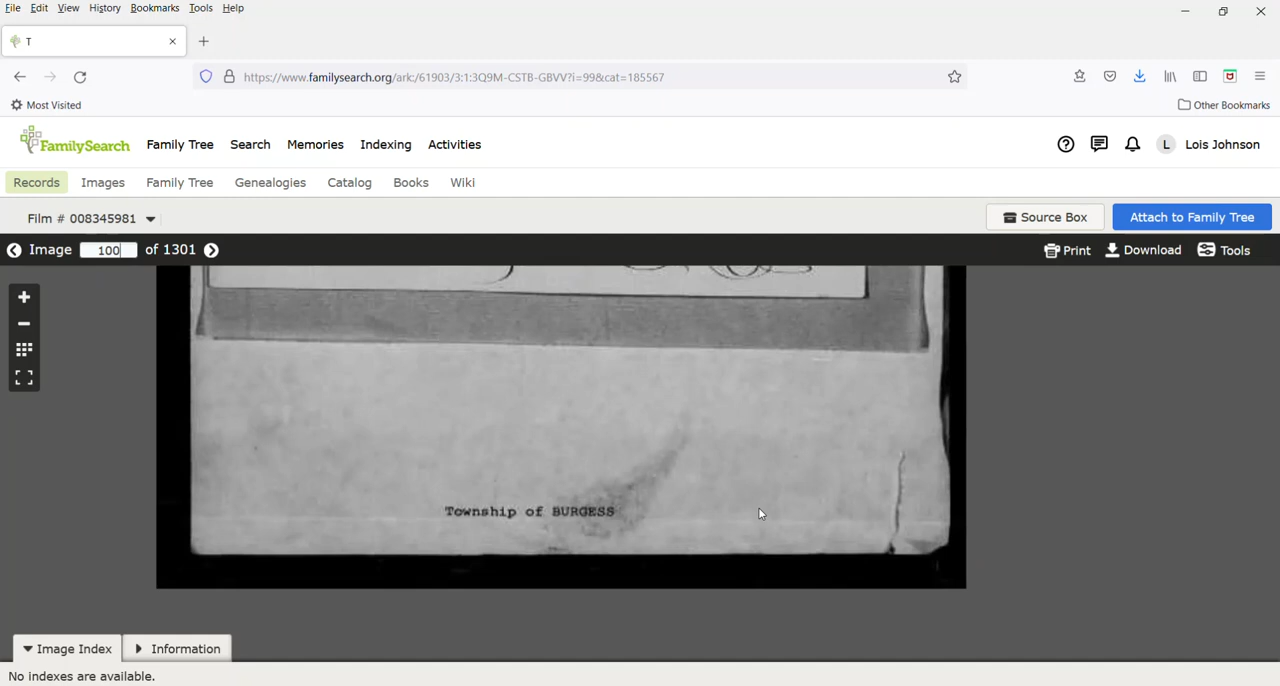 File Edit View History Bookmarks Tools Help
T
https://www.familysearch.org/ark:/61903/3:1:3Q9M-CSTB-GBVV?i=99&cat=185567
Most Visited
Other Bookmarks
FamilySearch Family Tree Search Memories Indexing Activities
L Lois Johnson
Records Images Family Tree Genealogies Catalog Books Wiki
Film # 008345981
Source Box Attach to Family Tree
Image 100 of 1301
Print Download Tools
Township of BURGESS
Image Index Information
No indexes are available.